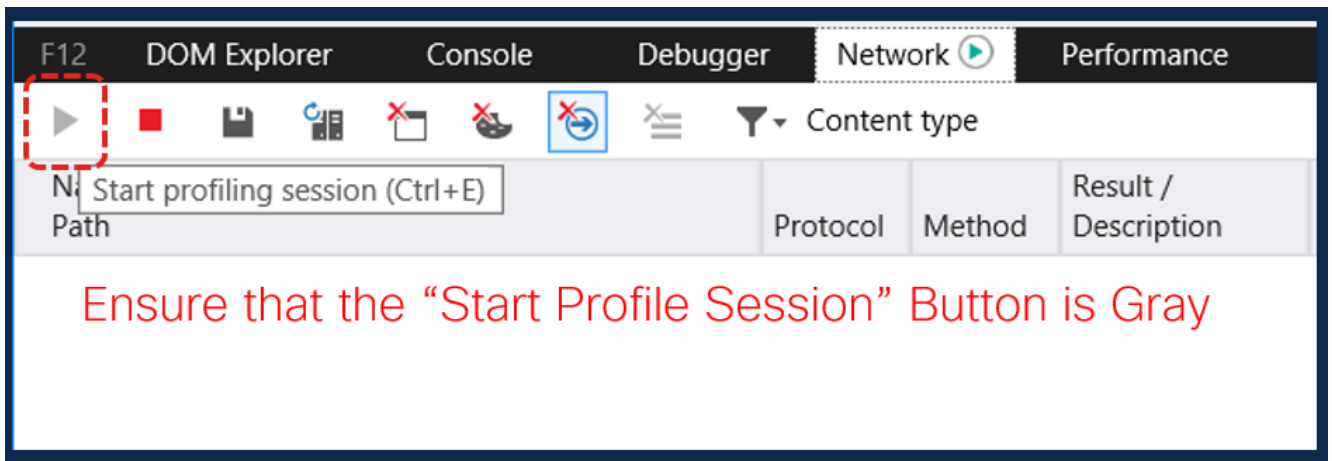 F12 DOM Explorer Console Debugger Network Performance
Content type
Start profiling session (Ctrl+E)
Path Protocol Method Result / Description
Ensure that the “Start Profile Session” Button is Gray